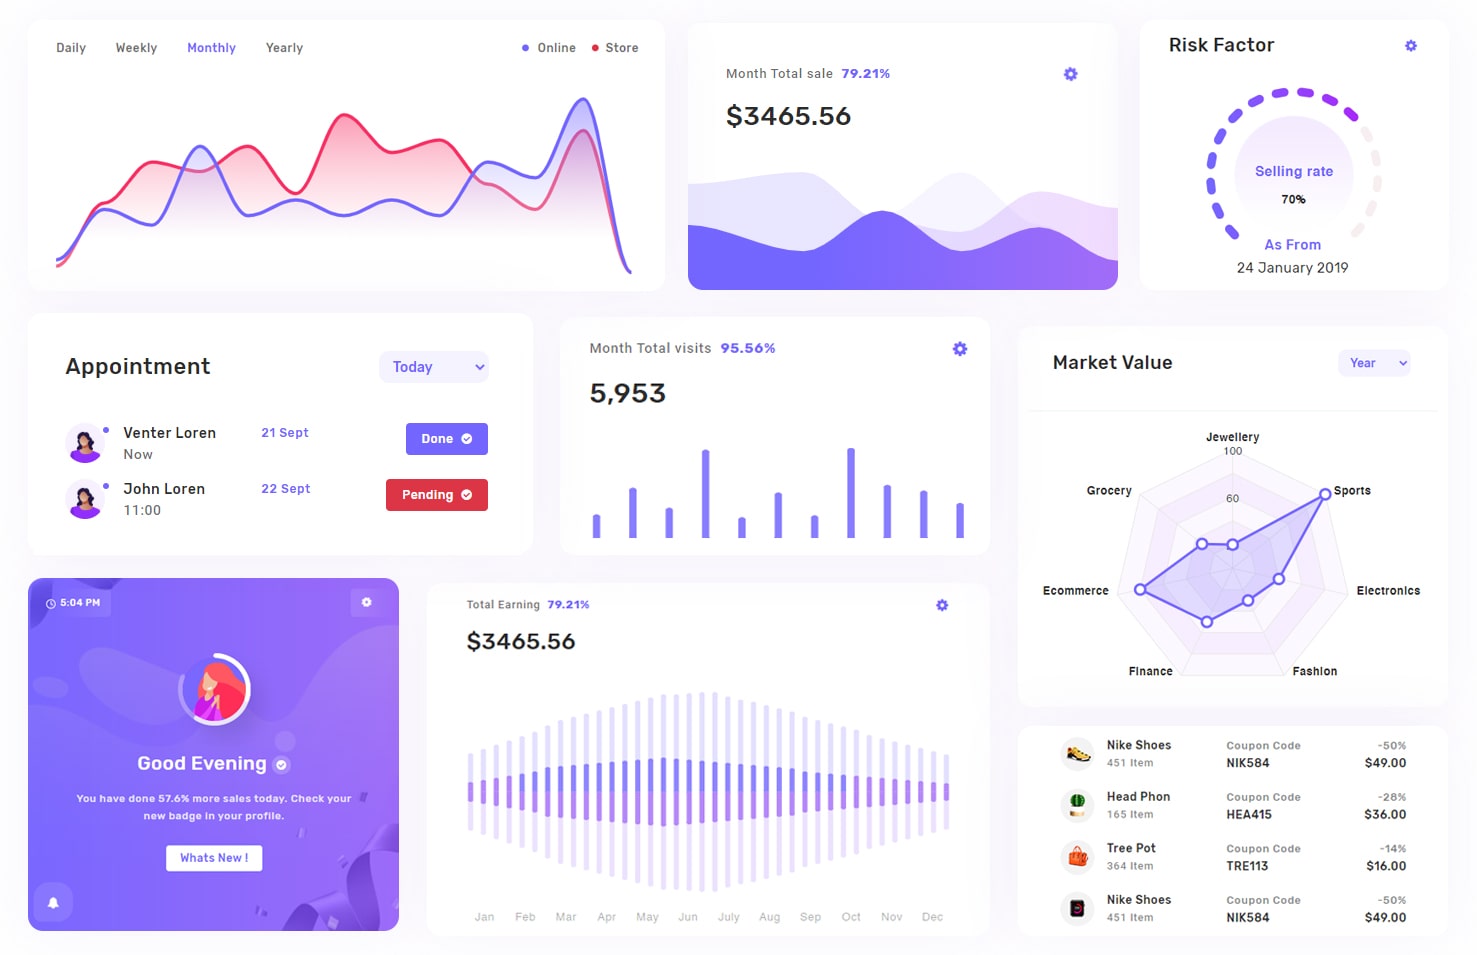 Daily Weekly Monthly Yearly
Online Store
Month Total sale 79.21%
$3465.56
Risk Factor
Selling rate
70%
As From
24 January 2019
Appointment
Today
Venter Loren 21 Sept Done
Now
John Loren 22 Sept Pending
11:00
Month Total visits 95.56%
5,953
Market Value
Year
Jewellery
100
Grocery
Sports
60
Ecommerce
Electronics
Finance
Fashion
5:04 PM
Good Evening
You have done 57.6% more sales today. Check your
new badge in your profile.
Whats New !
Total Earning 79.21%
$3465.56
Jan Feb Mar Apr May Jun July Aug Sep Oct Nov Dec
Nike Shoes Coupon Code -50%
451 Item NIK584 $49.00
Head Phon Coupon Code -28%
165 Item HEA415 $36.00
Tree Pot Coupon Code -14%
364 Item TRE113 $16.00
Nike Shoes Coupon Code -50%
451 Item NIK584 $49.00